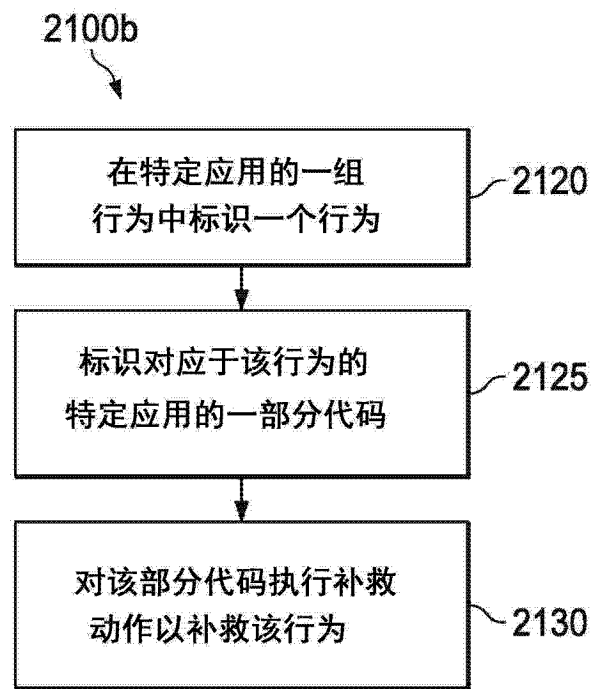 2100b
在特定应用的一组
行为中标识一个行为
2120
标识对应于该行为的
特定应用的一部分代码
2125
对该部分代码执行补救
动作以补救该行为
2130